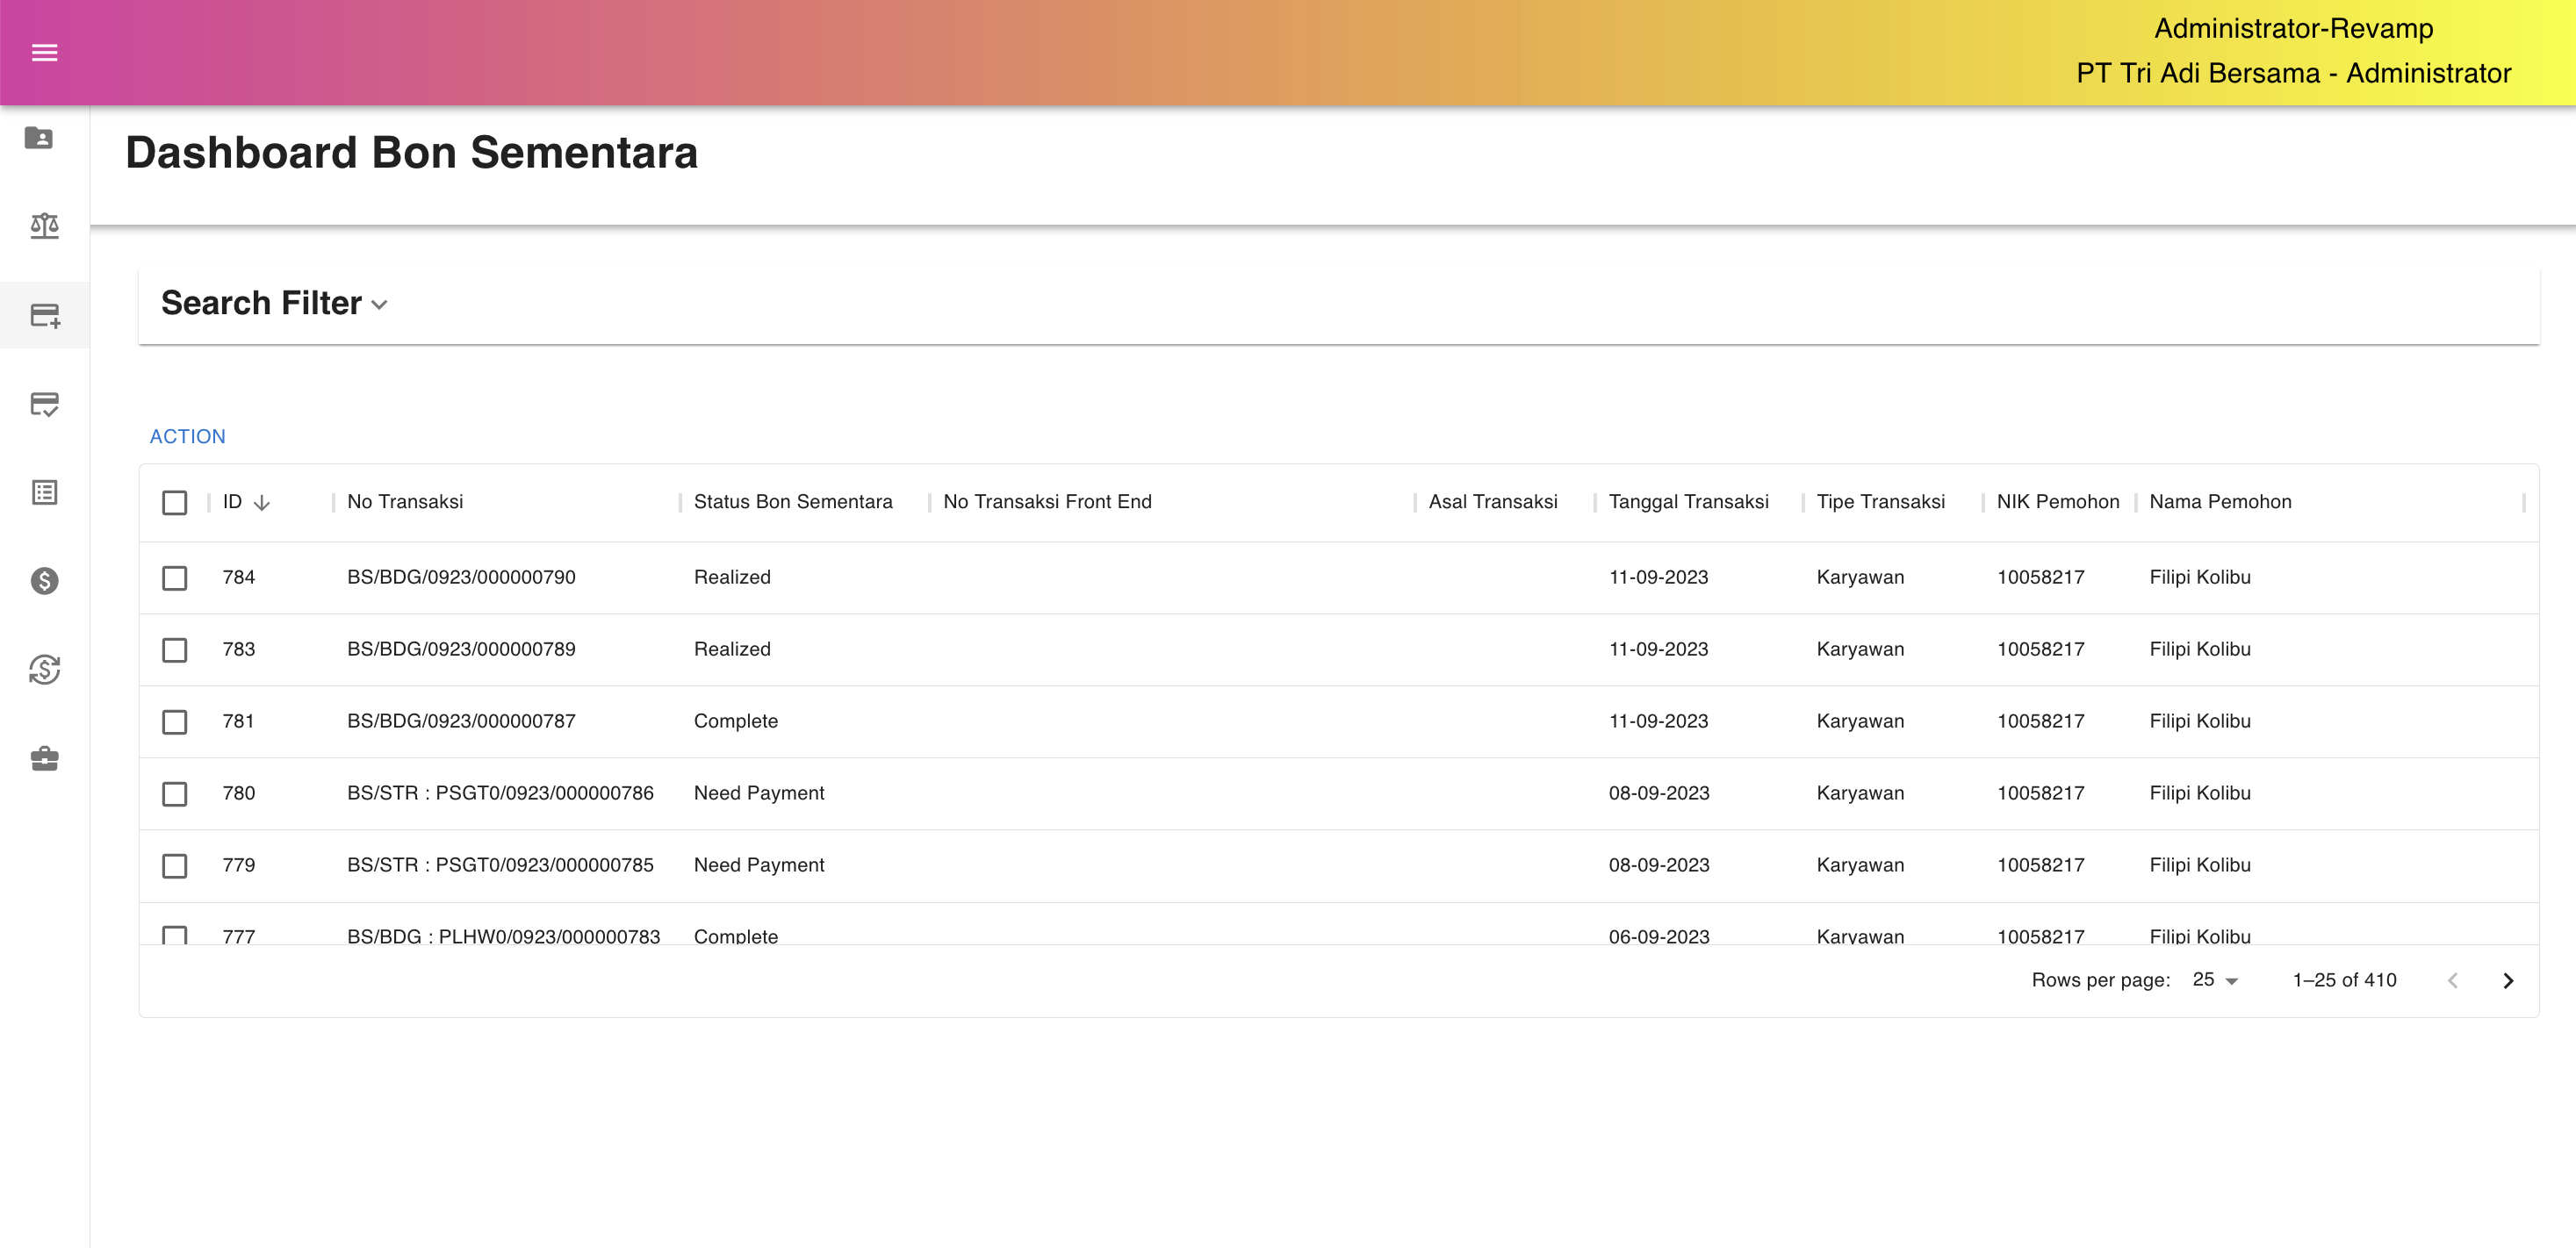 Administrator-Revamp
PT Tri Adi Bersama - Administrator
Dashboard Bon Sementara
Search Filter
ACTION
ID No Transaksi Status Bon Sementara No Transaksi Front End Asal Transaksi Tanggal Transaksi Tipe Transaksi NIK Pemohon Nama Pemohon
784 BS/BDG/0923/000000790 Realized 11-09-2023 Karyawan 10058217 Filipi Kolibu
783 BS/BDG/0923/000000789 Realized 11-09-2023 Karyawan 10058217 Filipi Kolibu
781 BS/BDG/0923/000000787 Complete 11-09-2023 Karyawan 10058217 Filipi Kolibu
780 BS/STR : PSGT0/0923/000000786 Need Payment 08-09-2023 Karyawan 10058217 Filipi Kolibu
779 BS/STR : PSGT0/0923/000000785 Need Payment 08-09-2023 Karyawan 10058217 Filipi Kolibu
777 BS/BDG : PLHW0/0923/000000783 Complete 06-09-2023 Karyawan 10058217 Filipi Kolibu
Rows per page: 25 1–25 of 410